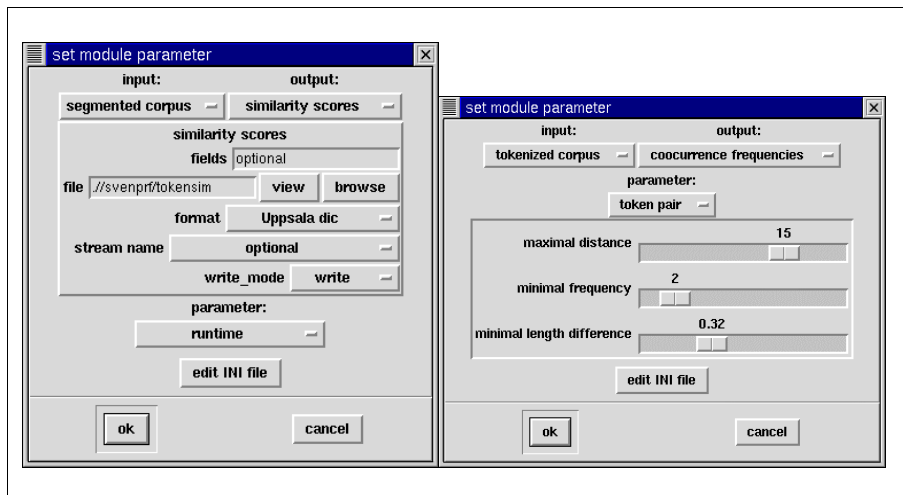 set module parameter
input: output:
segmented corpus similarity scores
similarity scores
fields optional
file .//svenprf/tokensim view browse
format Uppsala dic
stream name optional
write_mode write
parameter:
runtime
edit INI file
ok cancel
set module parameter
input: output:
tokenized corpus coocurrence frequencies
parameter:
token pair
15
maximal distance
2
minimal frequency
0.32
minimal length difference
edit INI file
ok cancel